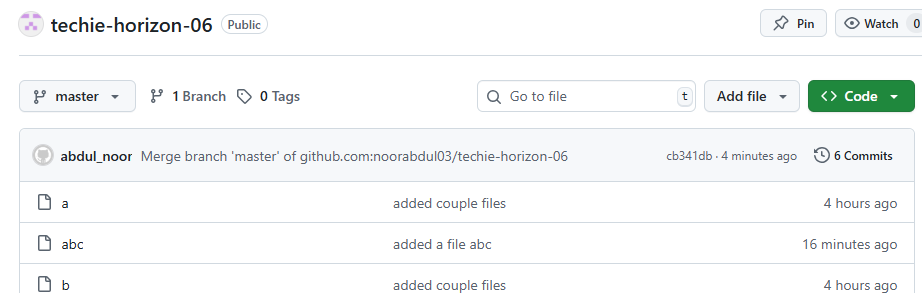 techie-horizon-06 Public Pin Watch 0
master 1 Branch 0 Tags Go to file t Add file Code
abdul_noor Merge branch 'master' of github.com:noorabdul03/techie-horizon-06 cb341db · 4 minutes ago 6 Commits
a added couple files 4 hours ago
abc added a file abc 16 minutes ago
b added couple files 4 hours ago